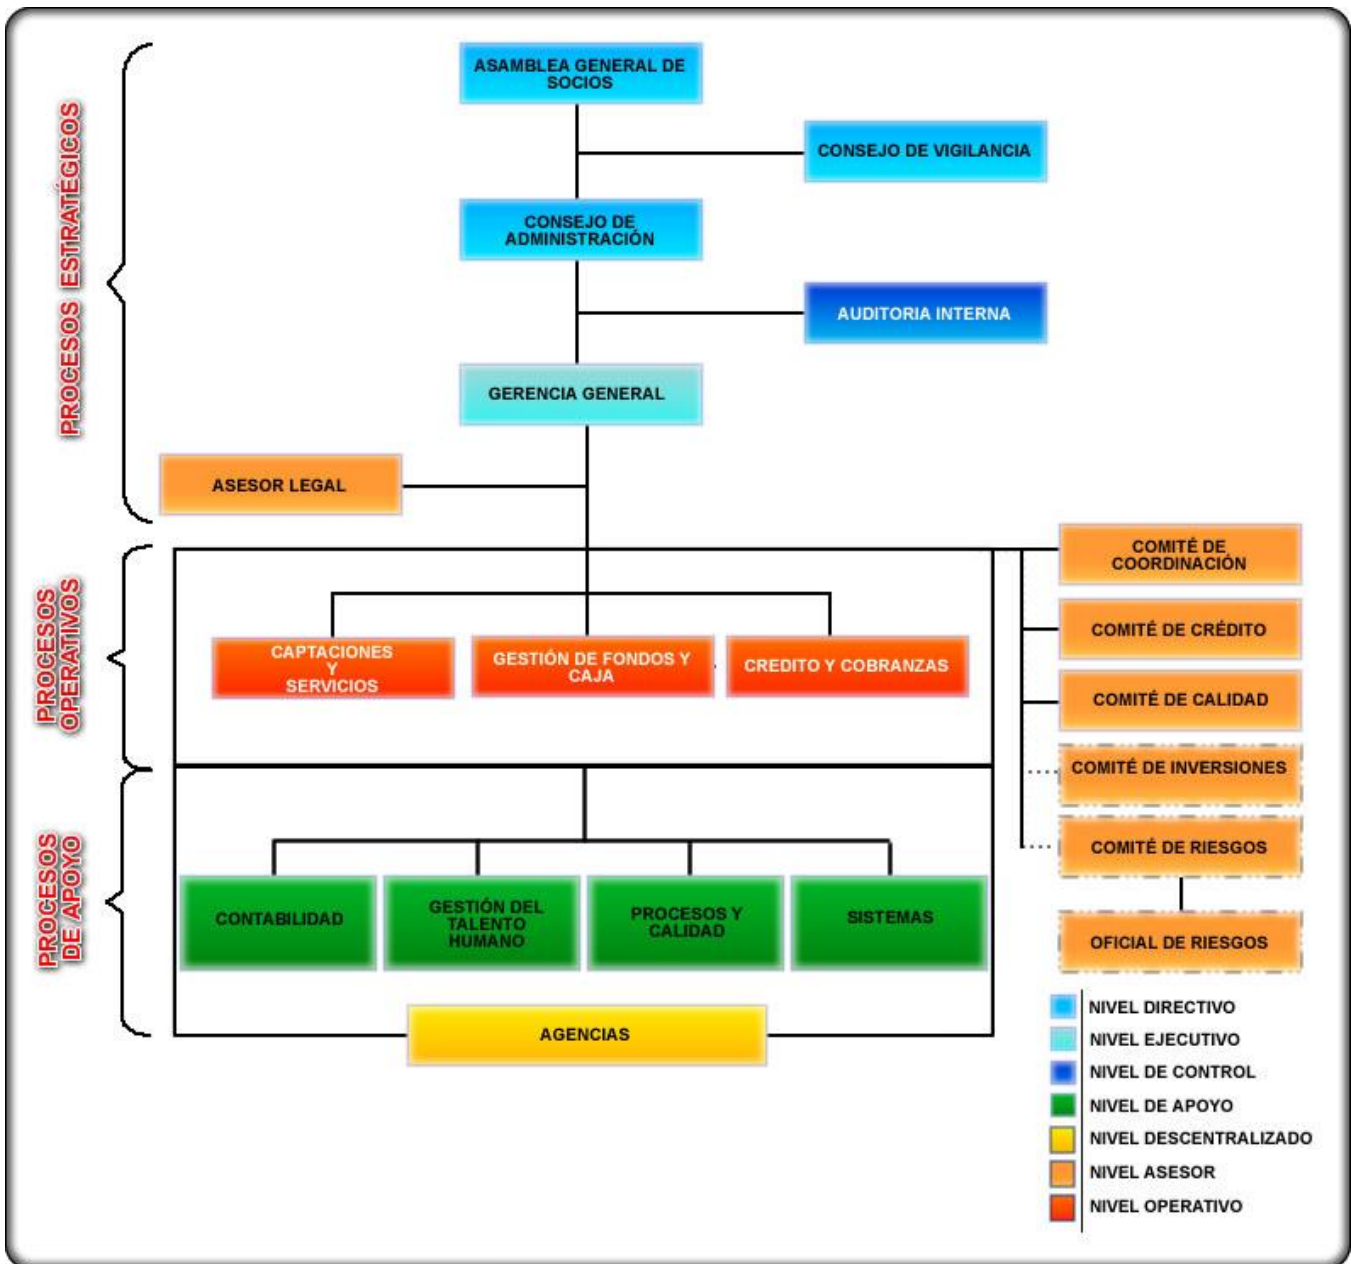 PROCESOS ESTRATÉGICOS
ASAMBLEA GENERAL DE
SOCIOS
CONSEJO DE VIGILANCIA
CONSEJO DE
ADMINISTRACIÓN
AUDITORIA INTERNA
GERENCIA GENERAL
ASESOR LEGAL
PROCESOS
OPERATIVOS
CAPTACIONES
Y
SERVICIOS
GESTIÓN DE FONDOS Y
CAJA
CREDITO Y COBRANZAS
COMITÉ DE
COORDINACIÓN
COMITÉ DE CRÉDITO
COMITÉ DE CALIDAD
COMITÉ DE INVERSIONES
COMITÉ DE RIESGOS
OFICIAL DE RIESGOS
PROCESOS
DE APOYO
CONTABILIDAD
GESTIÓN DEL
TALENTO
HUMANO
PROCESOS Y
CALIDAD
SISTEMAS
AGENCIAS
NIVEL DIRECTIVO
NIVEL EJECUTIVO
NIVEL DE CONTROL
NIVEL DE APOYO
NIVEL DESCENTRALIZADO
NIVEL ASESOR
NIVEL OPERATIVO